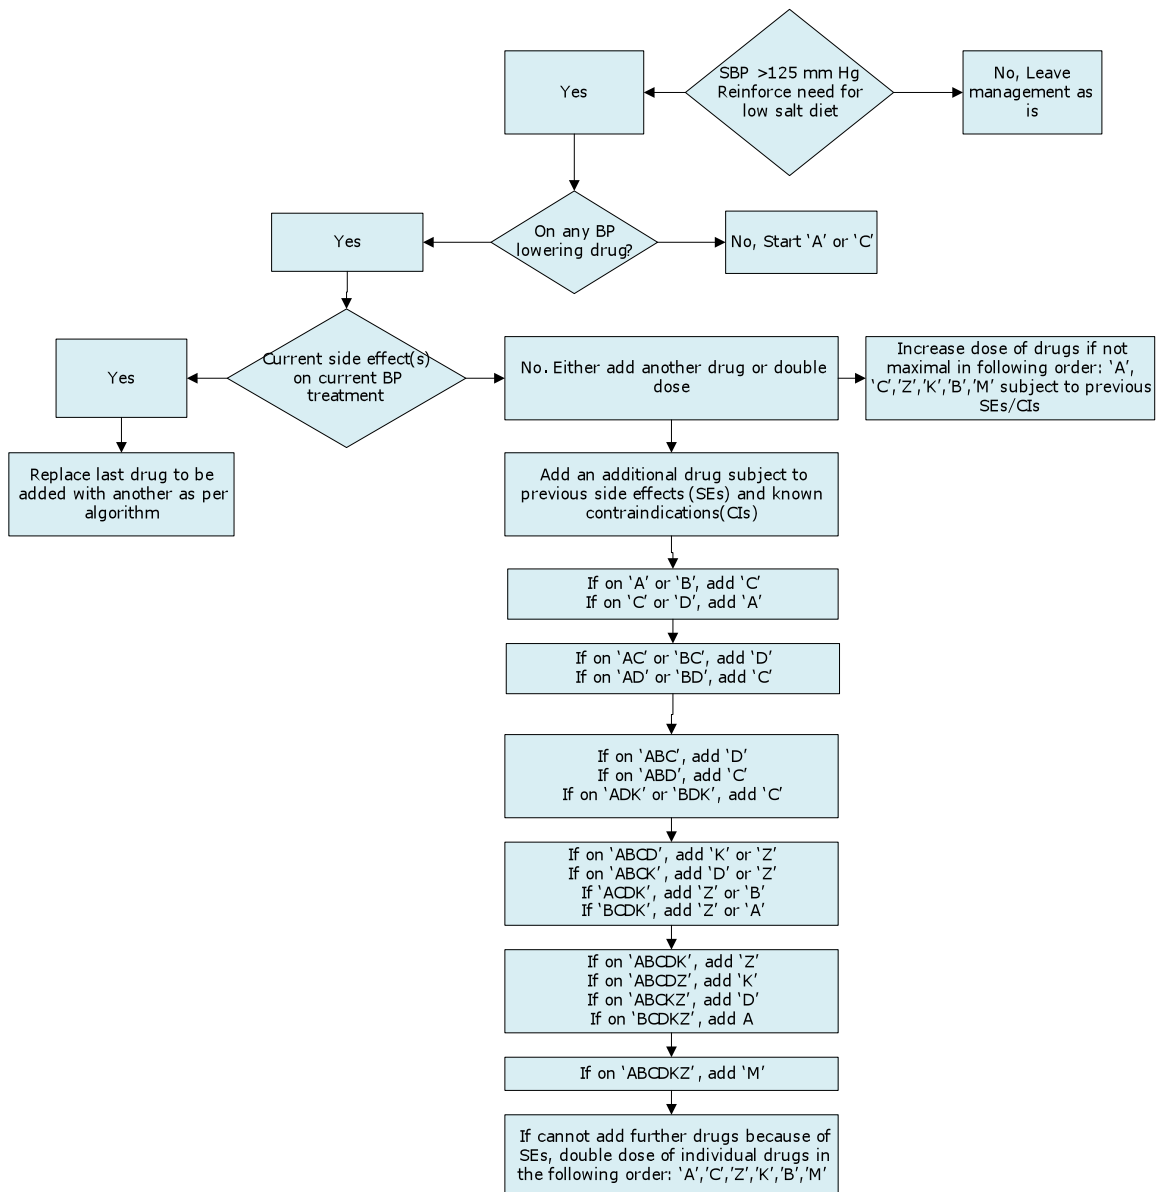 SBP >125 mm Hg
Reinforce need for
low salt diet
Yes
No, Leave
management as
is
On any BP
lowering drug?
Yes
No, Start ‘A’ or ‘C’
Current side effect(s)
on current BP
treatment
Yes
No. Either add another drug or double
dose
Increase dose of drugs if not
maximal in following order: ‘A’,
‘C’,’Z’,’K’,’B’,’M’ subject to previous
SEs/CIs
Replace last drug to be
added with another as per
algorithm
Add an additional drug subject to
previous side effects (SEs) and known
contraindications(CIs)
If on ‘A’ or ‘B’, add ‘C’
If on ‘C’ or ‘D’, add ‘A’
If on ‘AC’ or ‘BC’, add ‘D’
If on ‘AD’ or ‘BD’, add ‘C’
If on ‘ABC’, add ‘D’
If on ‘ABD’, add ‘C’
If on ‘ADK’ or ‘BDK’, add ‘C’
If on ‘ABCD’, add ‘K’ or ‘Z’
If on ‘ABCK’, add ‘D’ or ‘Z’
If ‘ACDK’, add ‘Z’ or ‘B’
If ‘BCDK’, add ‘Z’ or ‘A’
If on ‘ABCDK’, add ‘Z’
If on ‘ABCDZ’, add ‘K’
If on ‘ABCKZ’, add ‘D’
If on ‘BCDKZ’, add A
If on ‘ABCDKZ’, add ‘M’
If cannot add further drugs because of
SEs, double dose of individual drugs in
the following order: ‘A’,’C’,’Z’,’K’,’B’,’M’